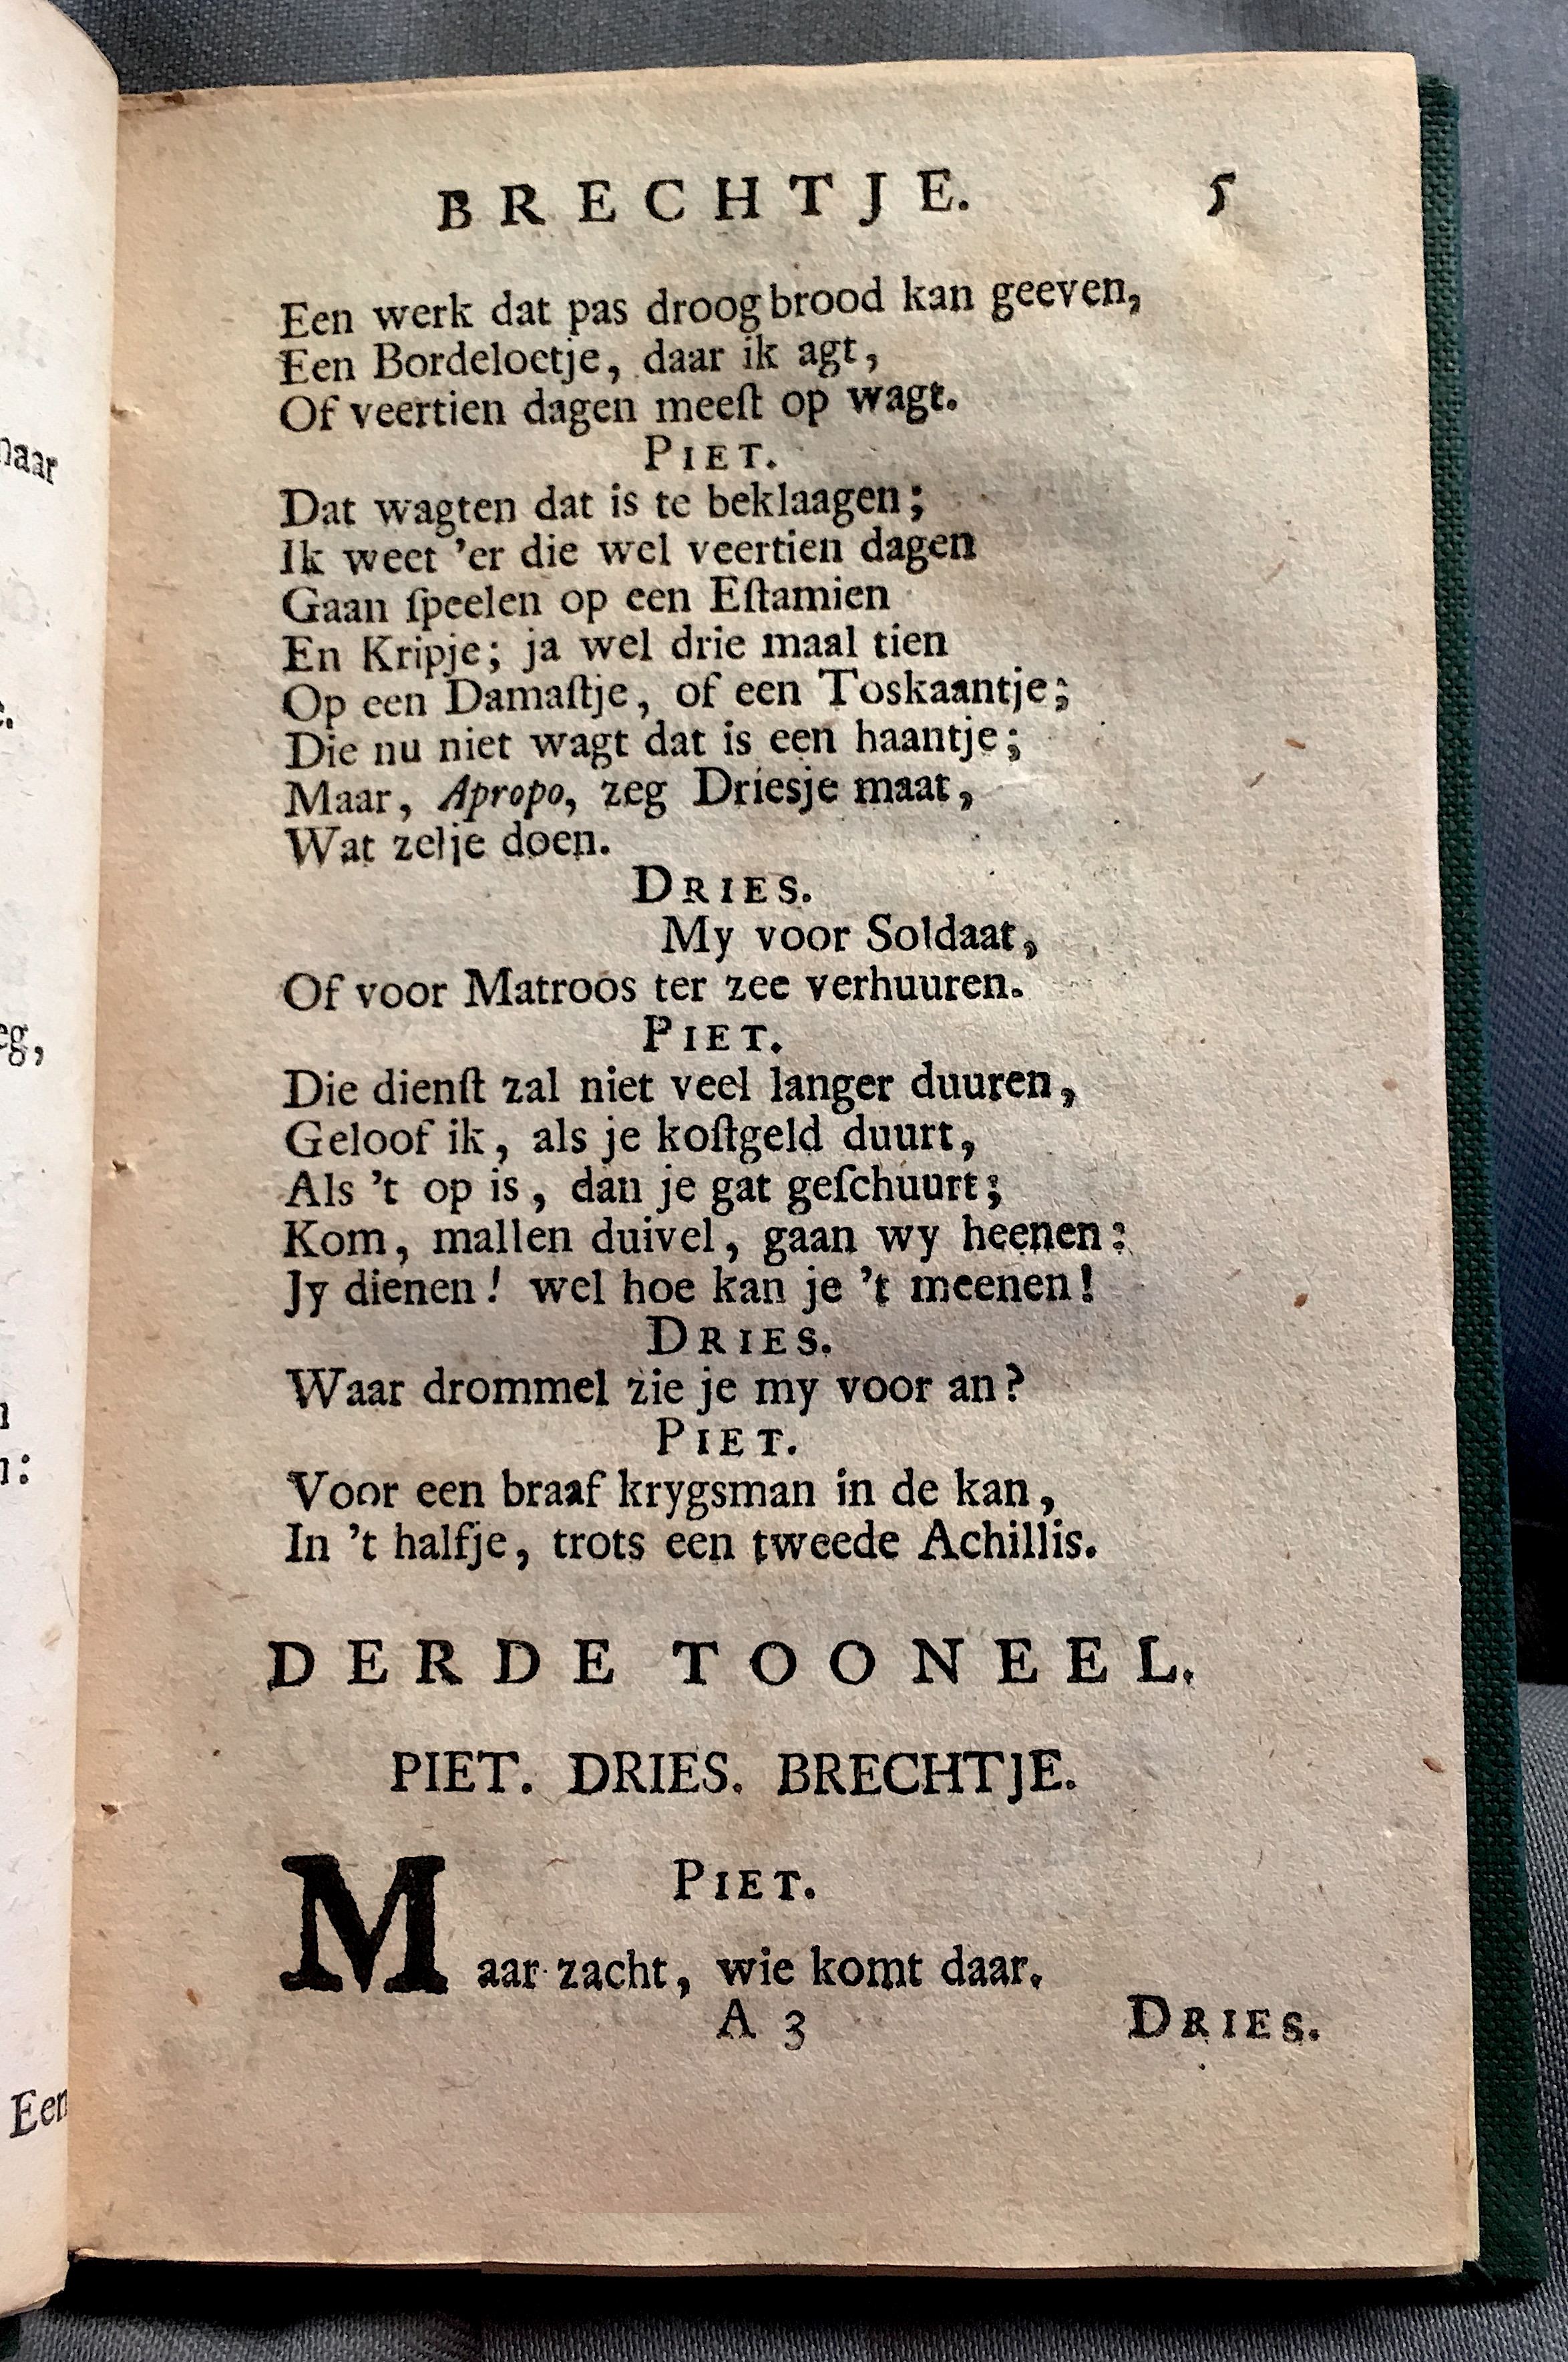 BRECHTJE. 5
Een werk dat pas droog brood kan geeven,
Een Bordeloetje, daar ik agt,
Of veertien dagen meeſt op wagt.
PIET.
Dat wagten dat is te beklaagen;
Ik weet 'er die wel veertien dagen
Gaan ſpeelen op een Eſtamien
En Kripje; ja wel drie maal tien
Op een Damaſtje, of een Toskaantje;
Die nu niet wagt dat is een haantje;
Maar, Apropo, zeg Driesje maat,
Wat zelje doen.
DRIES.
My voor Soldaat,
Of voor Matroos ter zee verhuuren.
PIET.
Die dienſt zal niet veel langer duuren,
Geloof ik, als je koſtgeld duurt,
Als 't op is, dan je gat geſchuurt;
Kom, mallen duivel, gaan wy heenen:
Jy dienen! wel hoe kan je 't meenen!
DRIES.
Waar drommel zie je my voor an?
PIET.
Voor een braaf krygsman in de kan,
In 't halfje, trots een tweede Achillis.
DERDE TOONEEL.
PIET. DRIES. BRECHTJE.
PIET.
Maar zacht, wie komt daar.
A 3 DRIES.
naar
eg,
n:
Een